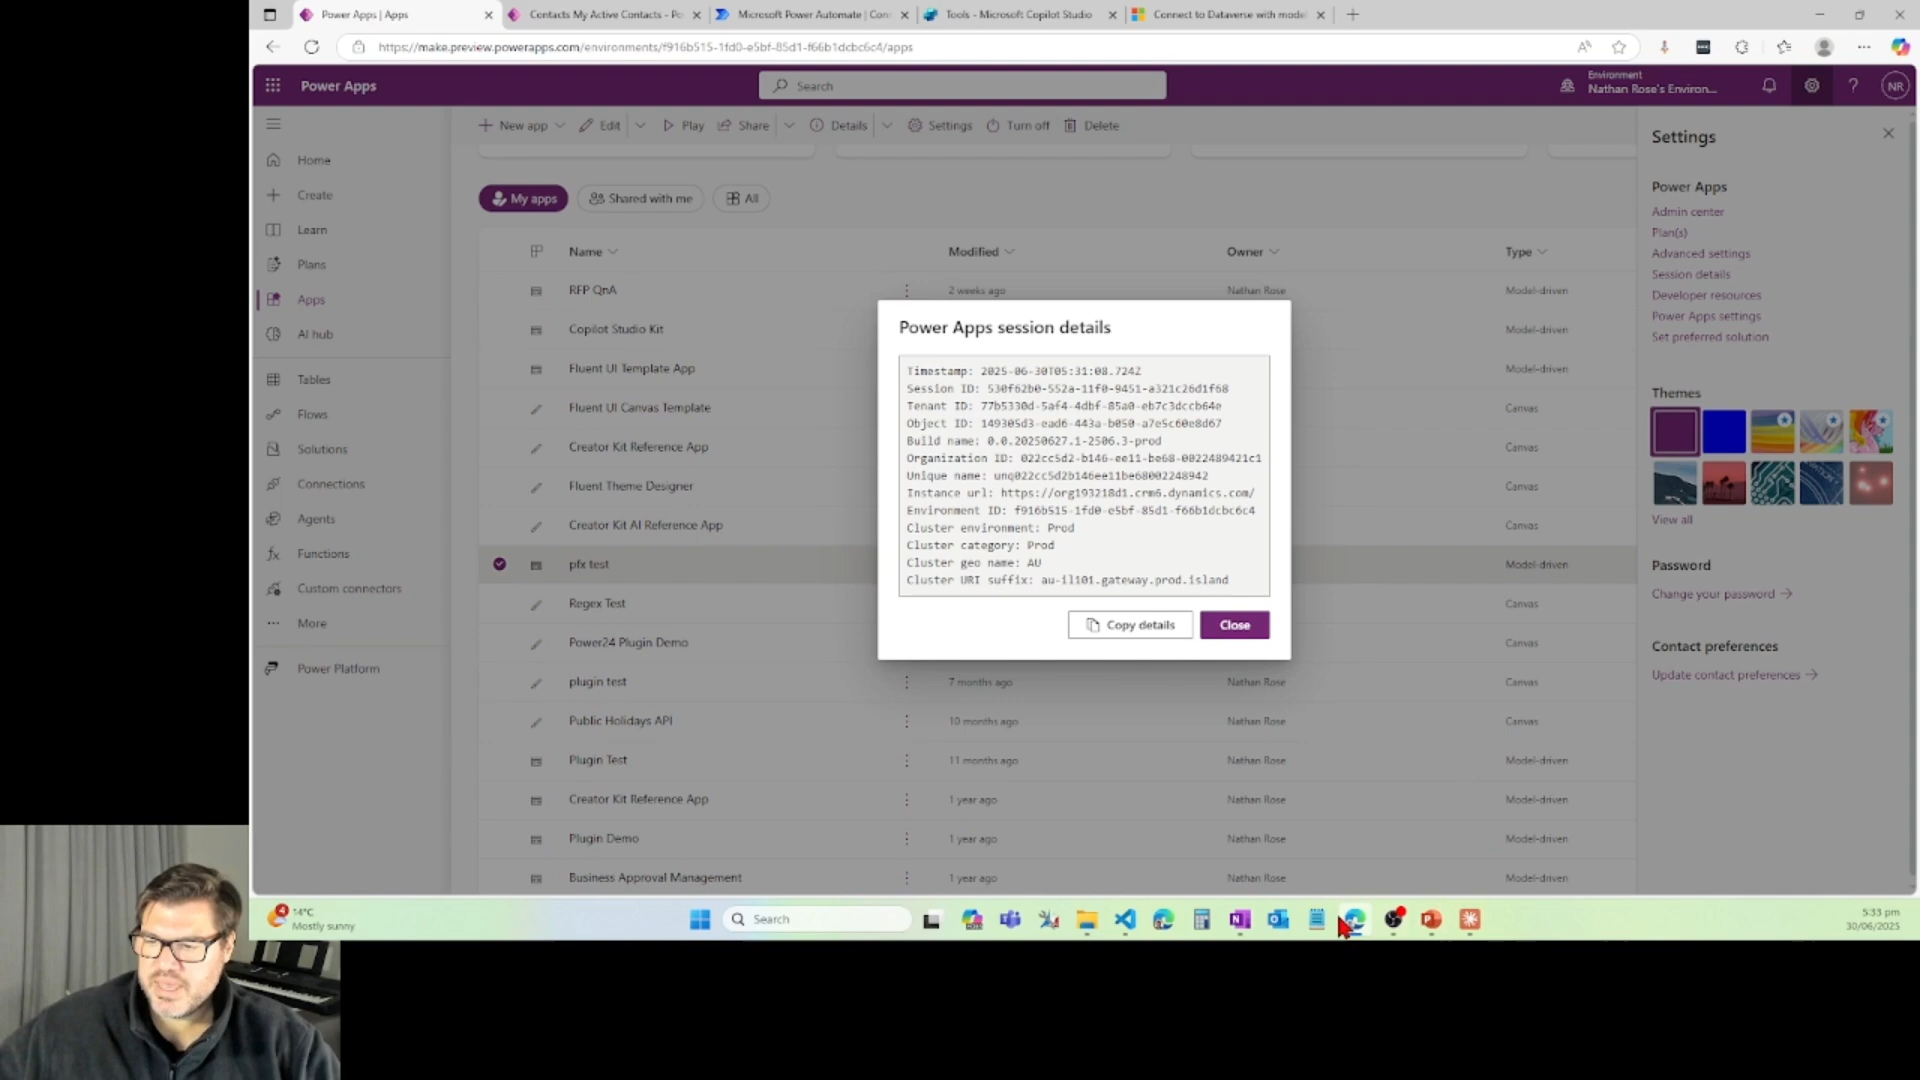 Power Apps | Apps
Contacts My Active Contacts - Po
Microsoft Power Automate | Con
Tools - Microsoft Copilot Studio
Connect to Dataverse with model
https://make.preview.powerapps.com/environments/f916b515-1fd0-e5bf-85d1-f66b1dcbc6c4/apps
Power Apps
Search
Environment
Nathan Rose's Environ...
NR
New app
Edit
Play
Share
Details
Settings
Turn off
Delete
Home
Create
Learn
Plans
Apps
AI hub
Tables
Flows
Solutions
Connections
Agents
Functions
Custom connectors
More
Power Platform
My apps
Shared with me
All
Name
Modified
Owner
Type
RFP QnA
2 weeks ago
Nathan Rose
Model-driven
Copilot Studio Kit
Model-driven
Fluent UI Template App
Model-driven
Fluent UI Canvas Template
Canvas
Creator Kit Reference App
Canvas
Fluent Theme Designer
Canvas
Creator Kit AI Reference App
Canvas
pfx test
Model-driven
Regex Test
Canvas
Power24 Plugin Demo
Canvas
plugin test
7 months ago
Nathan Rose
Canvas
Public Holidays API
10 months ago
Nathan Rose
Canvas
Plugin Test
11 months ago
Nathan Rose
Model-driven
Creator Kit Reference App
1 year ago
Nathan Rose
Model-driven
Plugin Demo
1 year ago
Nathan Rose
Model-driven
Business Approval Management
1 year ago
Nathan Rose
Model-driven
Power Apps session details
Timestamp: 2025-06-30T05:31:08.724Z
Session ID: 530f62b0-552a-11f0-9451-a321c26d1f68
Tenant ID: 77b5330d-5af4-4dbf-85a0-eb7c3dccb64e
Object ID: 149305d3-ead6-443a-b050-a7e5c60e8d67
Build name: 0.0.20250627.1-2506.3-prod
Organization ID: 022cc5d2-b146-ee11-be68-0022489421c1
Unique name: unq022cc5d2b146ee11be68002248942
Instance url: https://org193218d1.crm6.dynamics.com/
Environment ID: f916b515-1fd0-e5bf-85d1-f66b1dcbc6c4
Cluster environment: Prod
Cluster category: Prod
Cluster geo name: AU
Cluster URI suffix: au-il101.gateway.prod.island
Copy details
Close
Settings
Power Apps
Admin center
Plan(s)
Advanced settings
Session details
Developer resources
Power Apps settings
Set preferred solution
Themes
View all
Password
Change your password
Contact preferences
Update contact preferences
4
14°C
Mostly sunny
Search
5:33 pm
30/06/2025